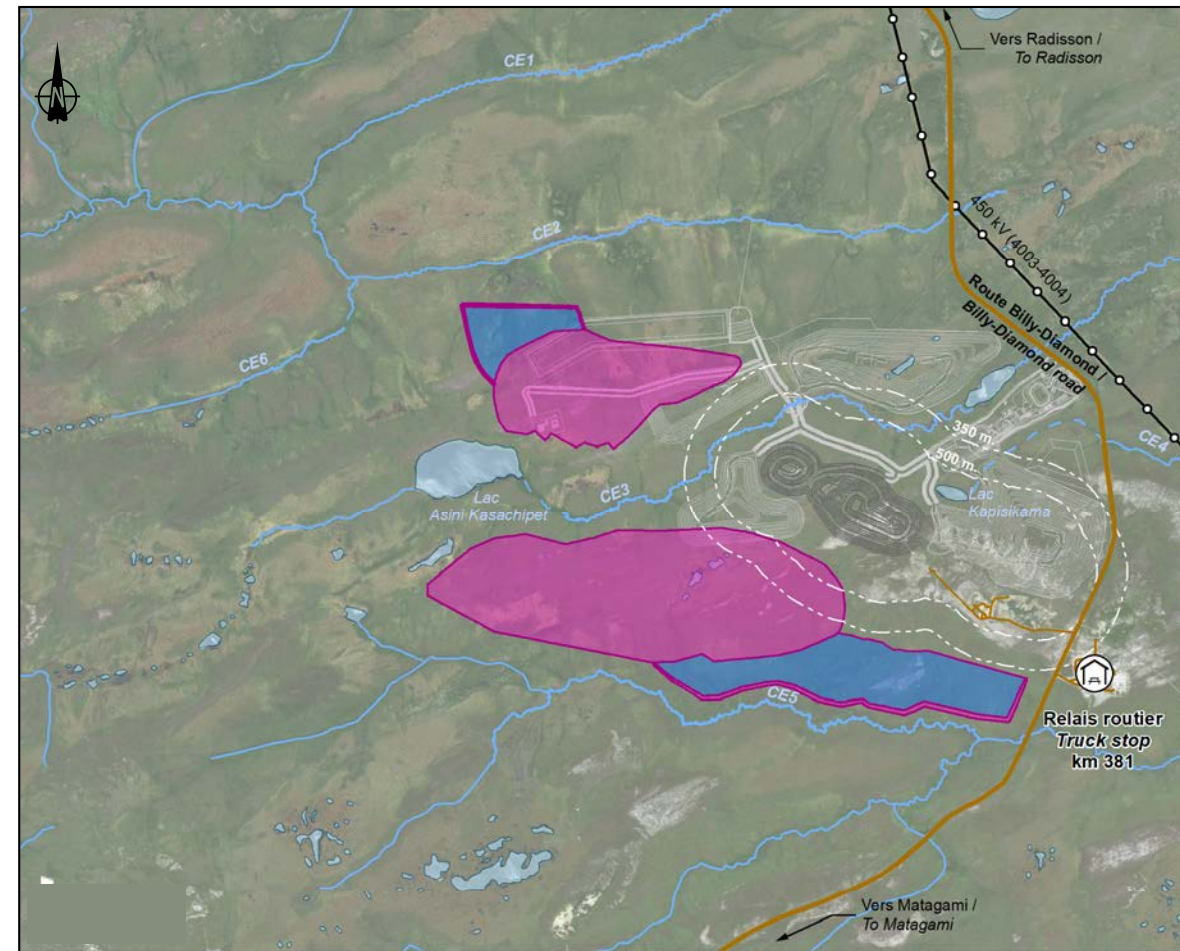 Vers Radisson /
To Radisson
N
CE1
CE2
450 kV (4003-4004)
Route Billy-Diamond /
Billy-Diamond road
CE6
350 m.
500 m.
CE4
CE3
Lac
Asini Kasachipet
Lac
Kapisikama
CE5
Relais routier
Truck stop
km 381
Vers Matagami /
To Matagami